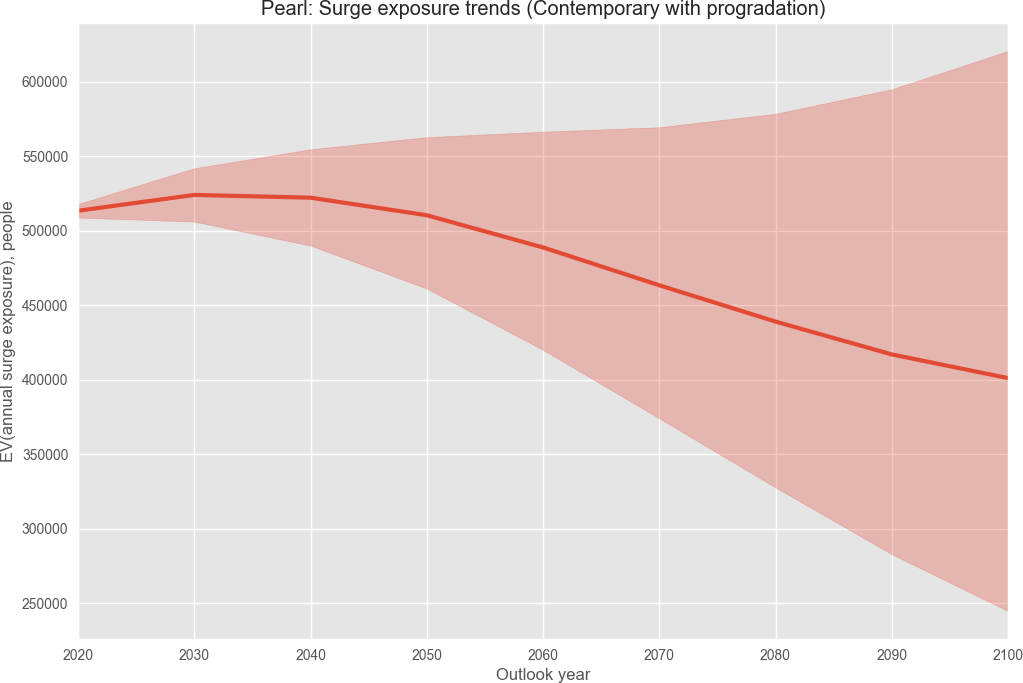 Pearl: Surge exposure trends (Contemporary with progradation)
EV(annual surge exposure), people
600000
550000
500000
450000
400000
350000
300000
250000
2020 2030 2040 2050 2060 2070 2080 2090 2100
Outlook year